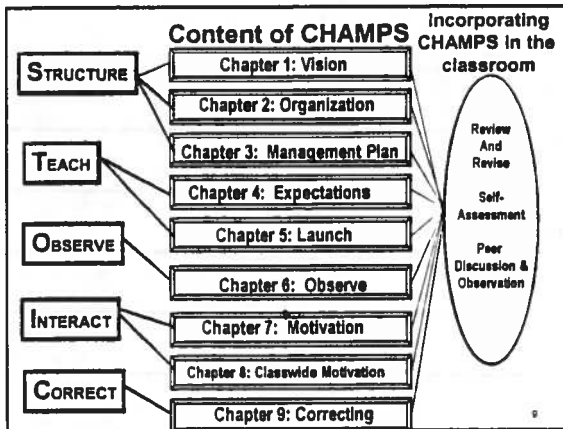 Content of CHAMPS
Incorporating
CHAMPS in the
classroom
STRUCTURE
TEACH
OBSERVE
INTERACT
CORRECT
Chapter 1: Vision
Chapter 2: Organization
Chapter 3: Management Plan
Chapter 4: Expectations
Chapter 5: Launch
Chapter 6: Observe
Chapter 7: Motivation
Chapter 8: Classwide Motivation
Chapter 9: Correcting
Review
And
Revise
Self-
Assessment
Peer
Discussion &
Observation
9